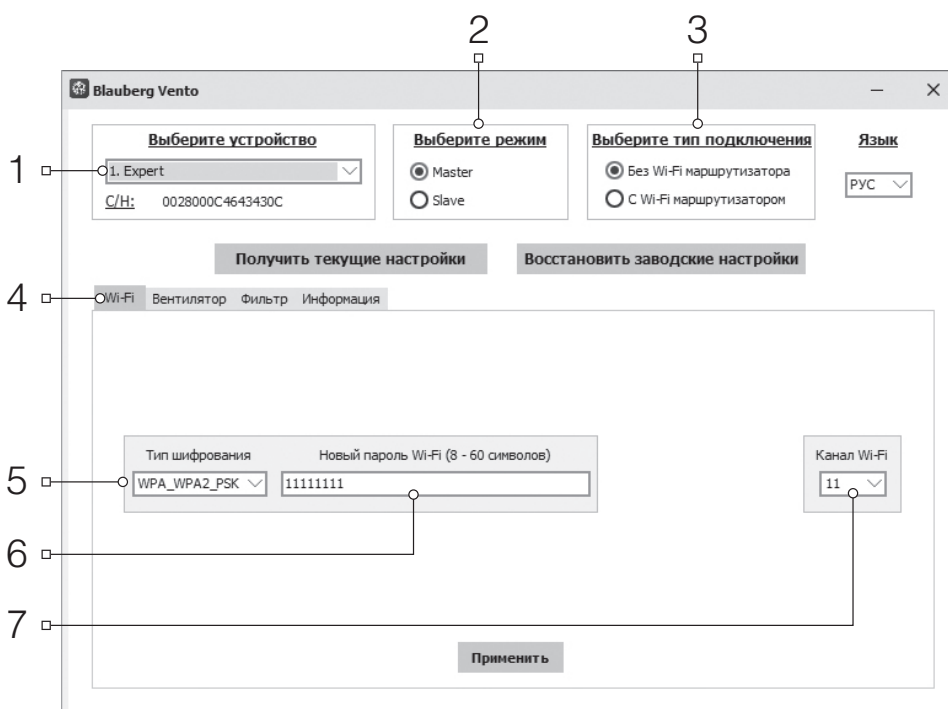 2
3
Blauberg Vento
1
Выберите устройство
1. Expert
С/Н: 0028000C4643430C
Выберите режим
Master
Slave
Выберите тип подключения
Без Wi-Fi маршрутизатора
С Wi-Fi маршрутизатором
Язык
РУС
Получить текущие настройки
Восстановить заводские настройки
4
Wi-Fi Вентилятор Фильтр Информация
5
Тип шифрования
WPA_WPA2_PSK
Новый пароль Wi-Fi (8 - 60 символов)
11111111
Канал Wi-Fi
11
6
7
Применить